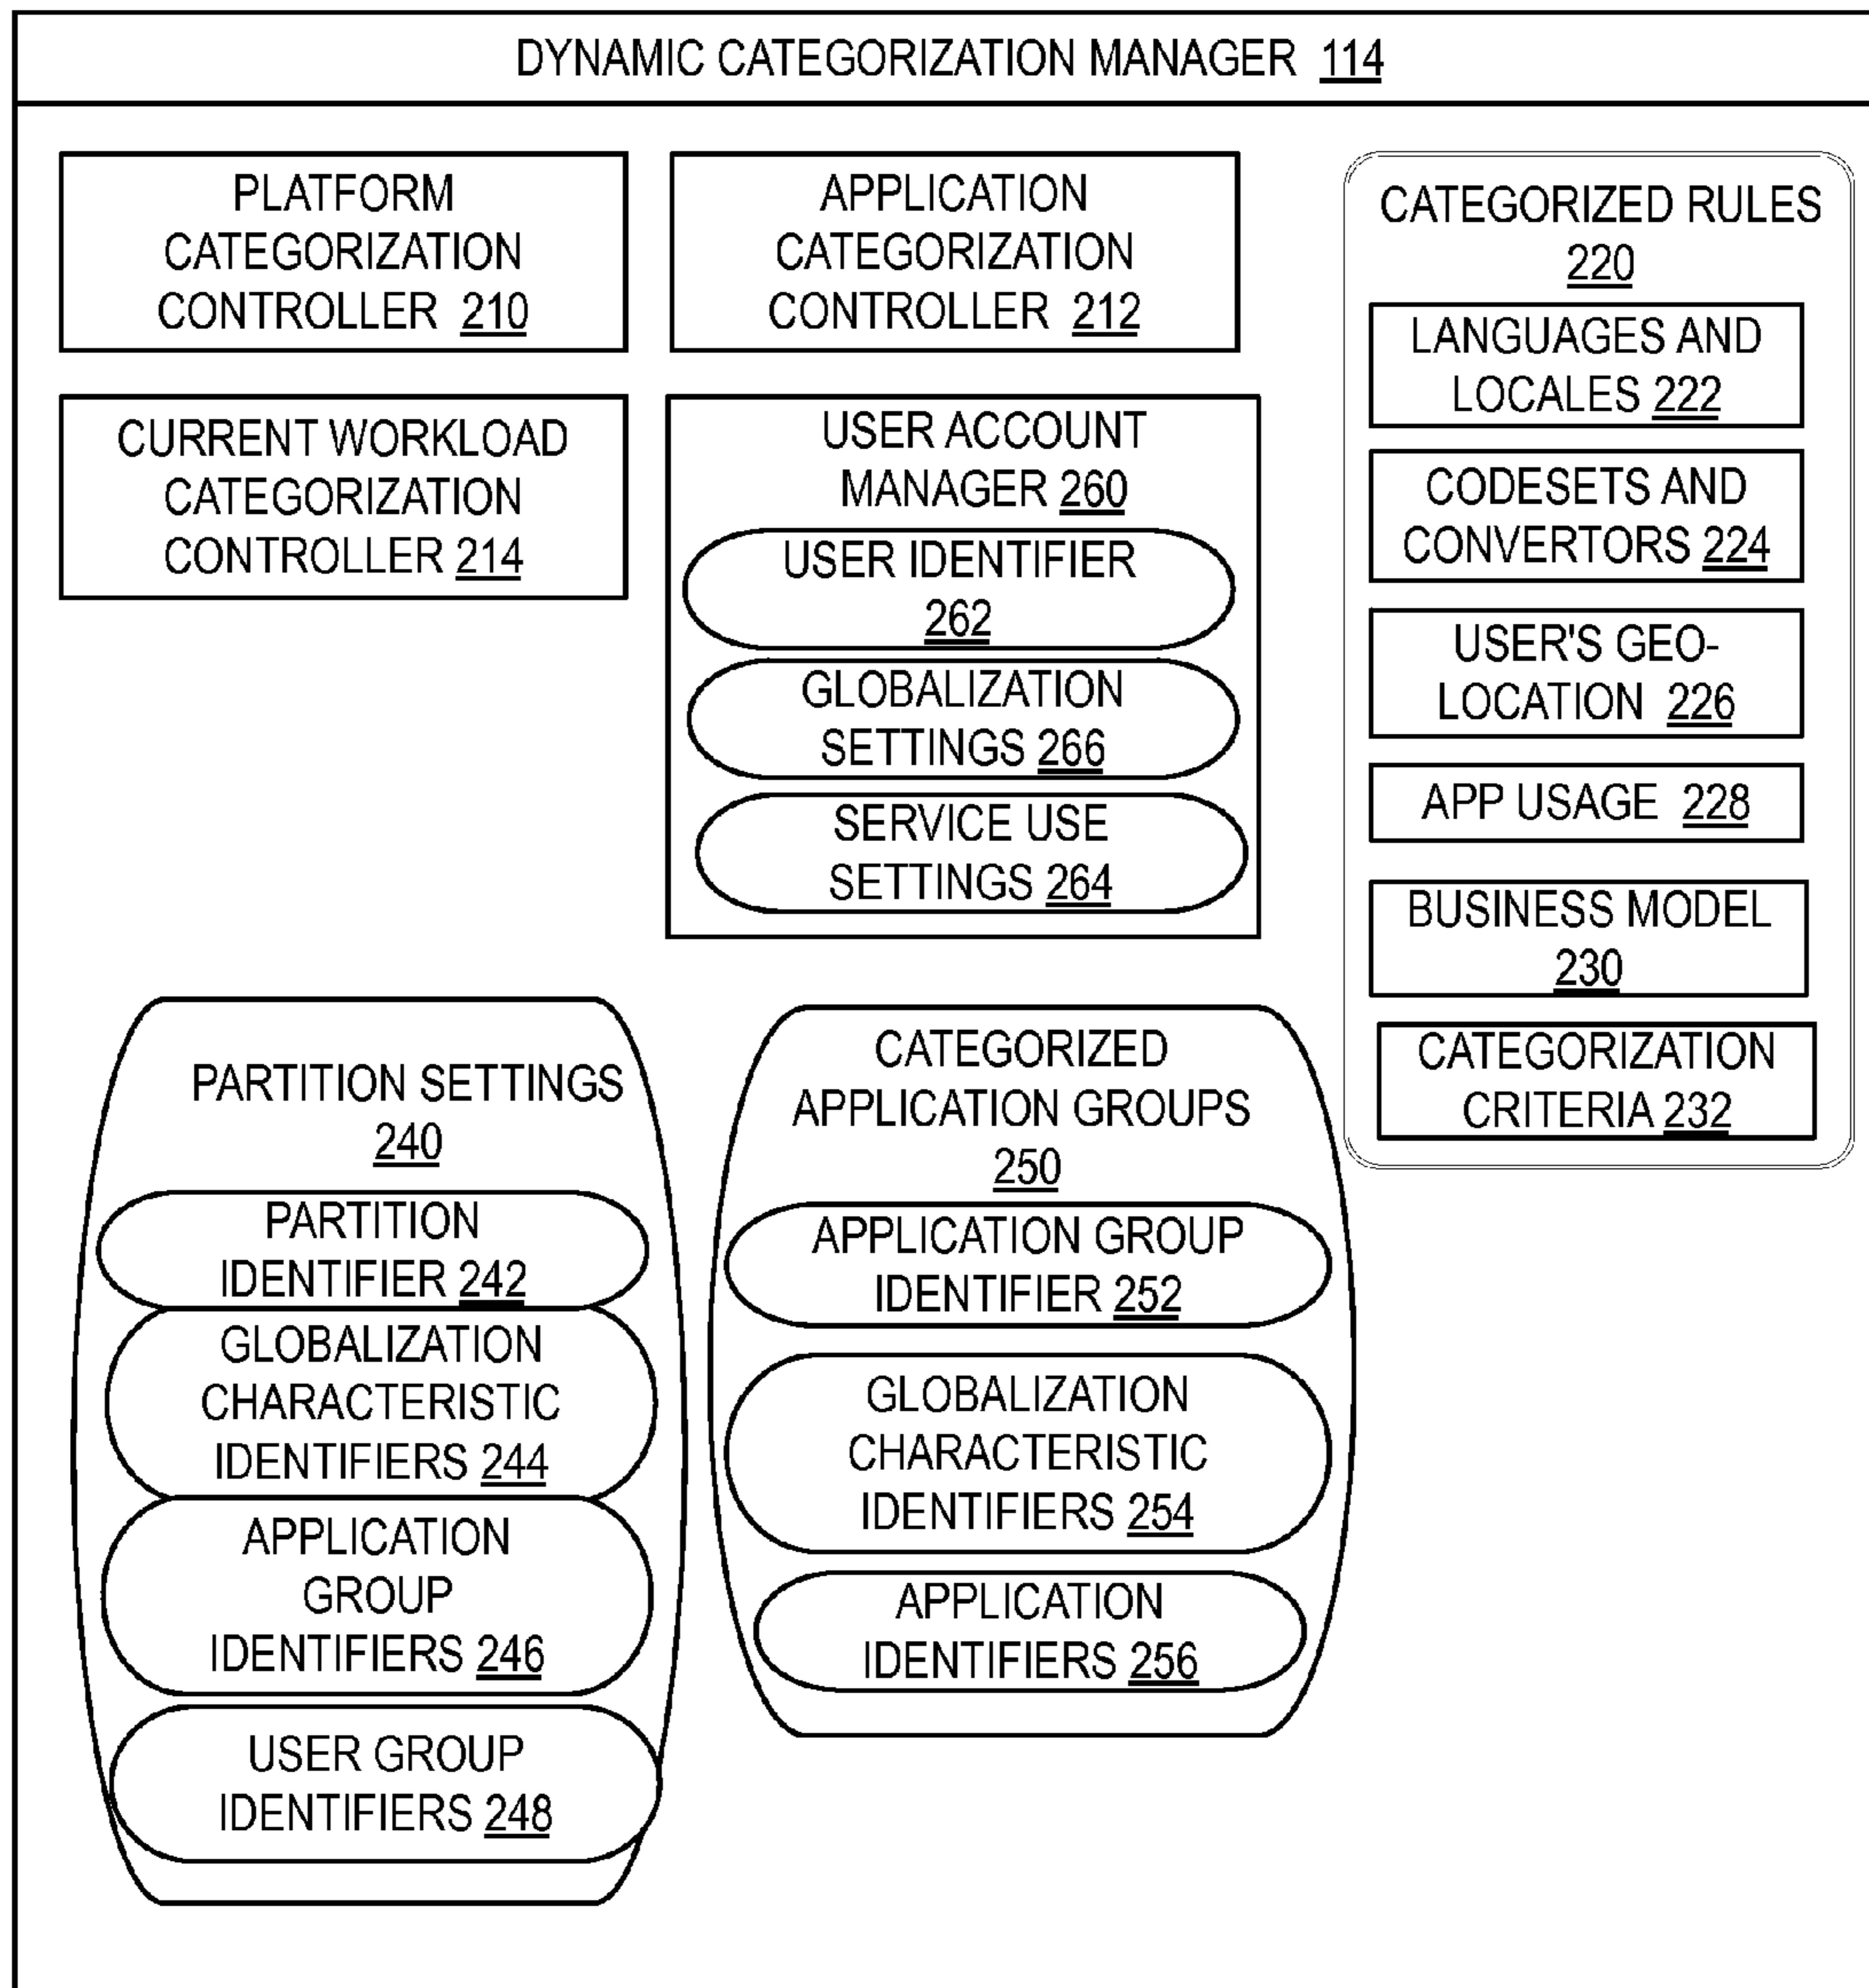 DYNAMIC CATEGORIZATION MANAGER 114
PLATFORM
CATEGORIZATION
CONTROLLER 210
APPLICATION
CATEGORIZATION
CONTROLLER 212
CURRENT WORKLOAD
CATEGORIZATION
CONTROLLER 214
USER ACCOUNT
MANAGER 260
USER IDENTIFIER
262
GLOBALIZATION
SETTINGS 266
SERVICE USE
SETTINGS 264
CATEGORIZED RULES
220
LANGUAGES AND
LOCALES 222
CODESETS AND
CONVERTORS 224
USER'S GEO-
LOCATION 226
APP USAGE 228
BUSINESS MODEL
230
CATEGORIZATION
CRITERIA 232
PARTITION SETTINGS
240
PARTITION
IDENTIFIER 242
GLOBALIZATION
CHARACTERISTIC
IDENTIFIERS 244
APPLICATION
GROUP
IDENTIFIERS 246
USER GROUP
IDENTIFIERS 248
CATEGORIZED
APPLICATION GROUPS
250
APPLICATION GROUP
IDENTIFIER 252
GLOBALIZATION
CHARACTERISTIC
IDENTIFIERS 254
APPLICATION
IDENTIFIERS 256